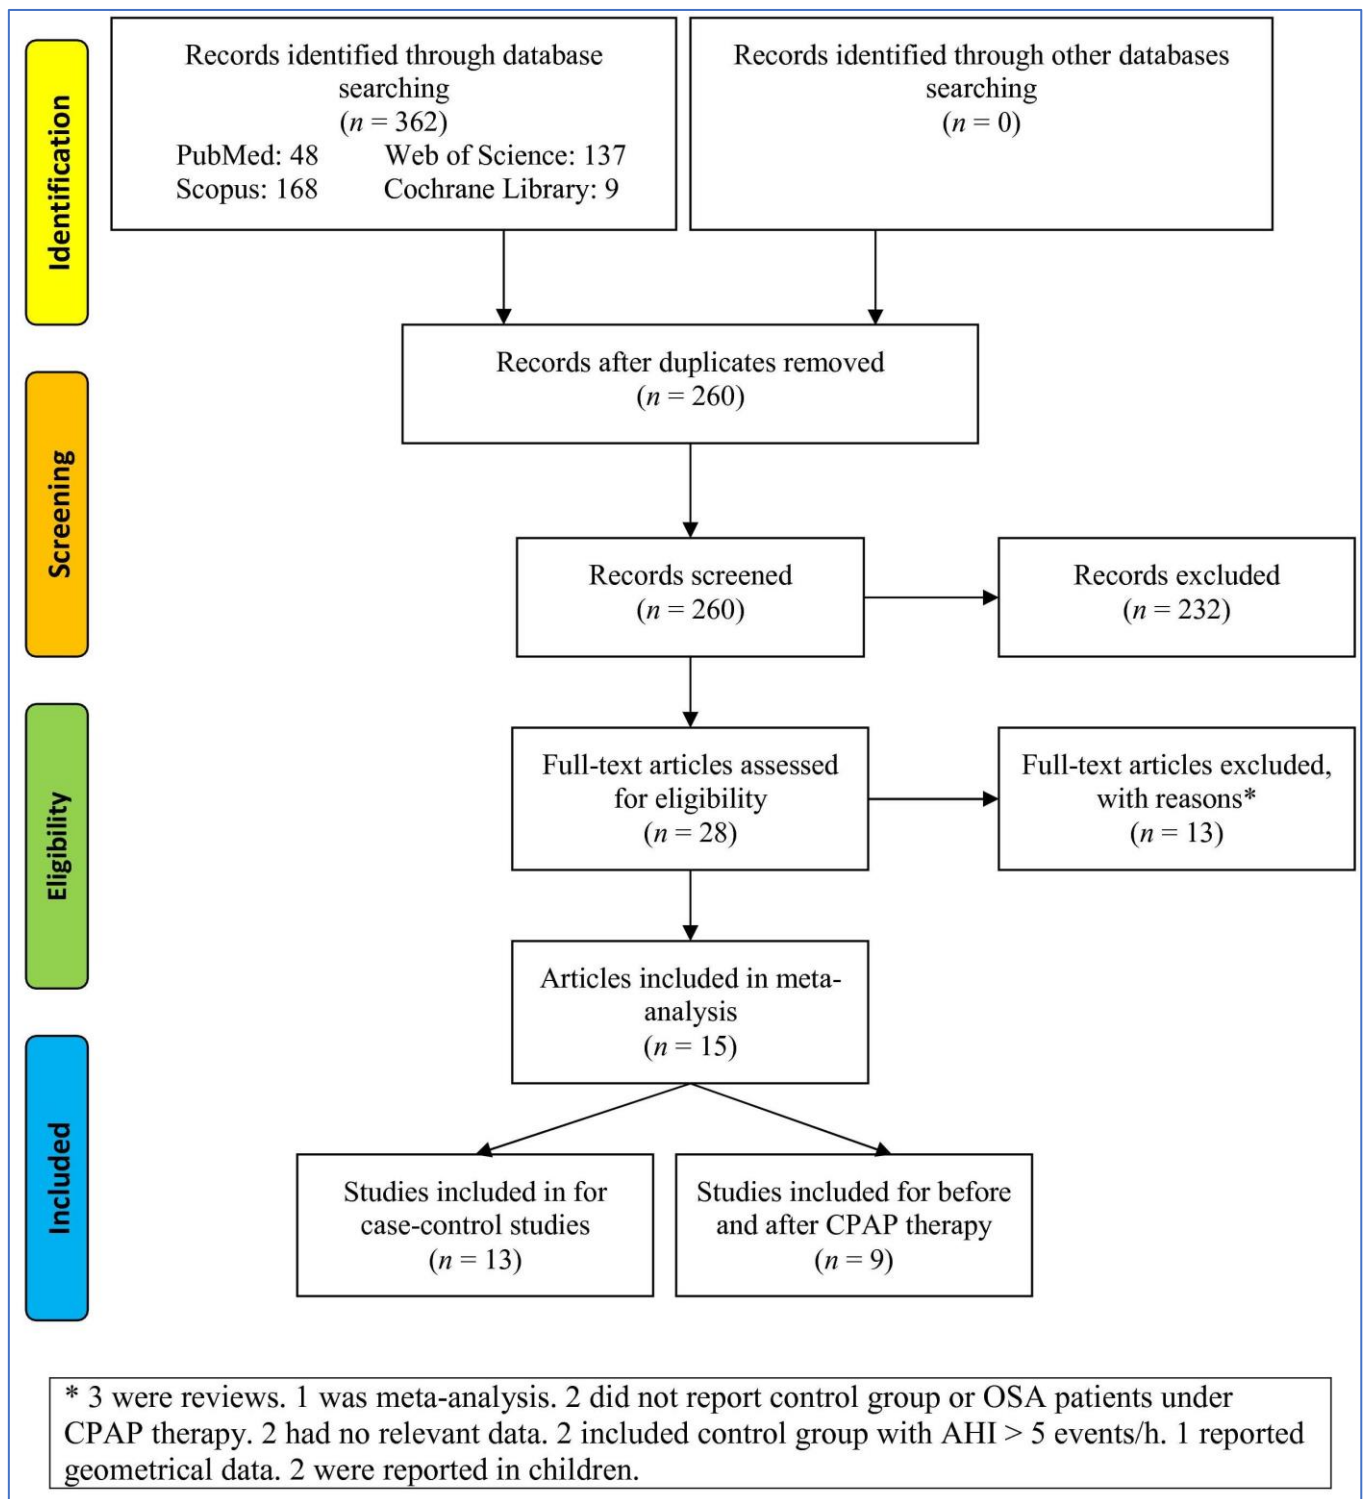 Identification
Records identified through database
searching
(n = 362)
PubMed: 48 Web of Science: 137
Scopus: 168 Cochrane Library: 9
Records identified through other databases
searching
(n = 0)
Records after duplicates removed
(n = 260)
Screening
Records screened
(n = 260)
Records excluded
(n = 232)
Eligibility
Full-text articles assessed
for eligibility
(n = 28)
Full-text articles excluded,
with reasons*
(n = 13)
Articles included in meta-
analysis
(n = 15)
Included
Studies included in for
case-control studies
(n = 13)
Studies included for before
and after CPAP therapy
(n = 9)
* 3 were reviews. 1 was meta-analysis. 2 did not report control group or OSA patients under
CPAP therapy. 2 had no relevant data. 2 included control group with AHI > 5 events/h. 1 reported
geometrical data. 2 were reported in children.